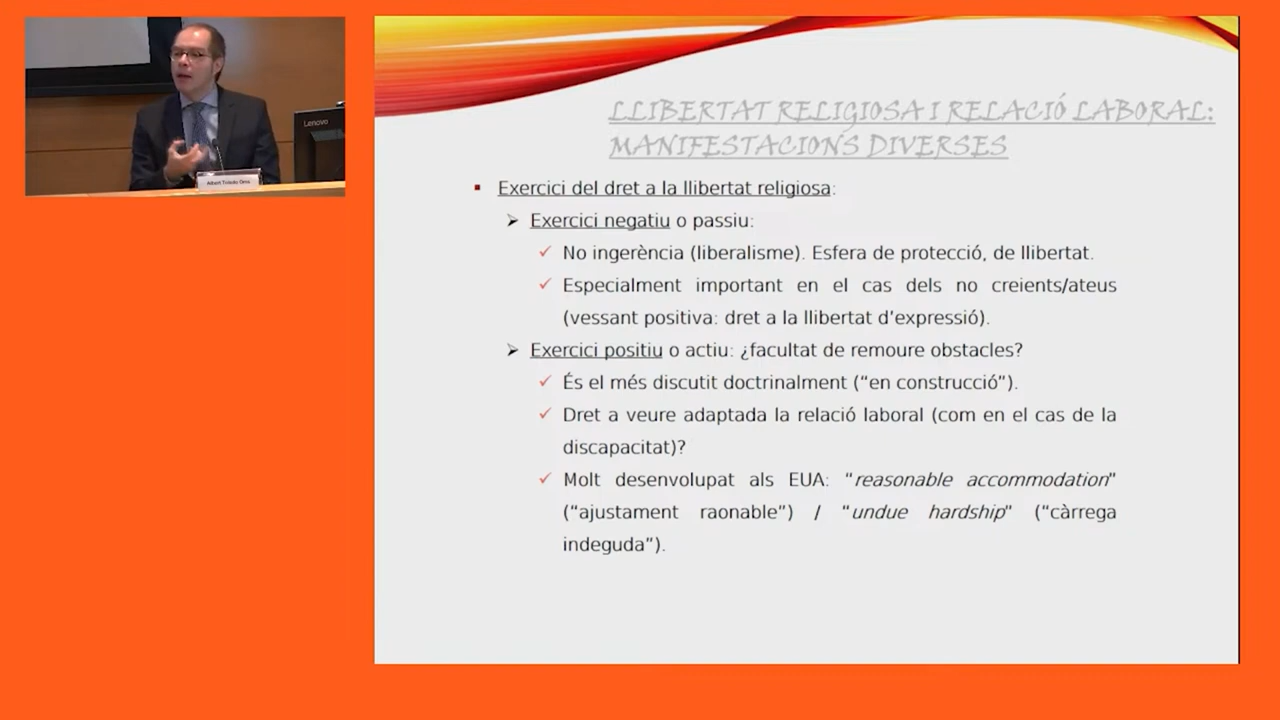 Lenovo
Albert Toledo Oms
LLIBERTAT RELIGIOSA I RELACIÓ LABORAL:
MANIFESTACIONS DIVERSES
▪ Exercici del dret a la llibertat religiosa:
➢ Exercici negatiu o passiu:
✓ No ingerència (liberalisme). Esfera de protecció, de llibertat.
✓ Especialment important en el cas dels no creients/ateus
(vessant positiva: dret a la llibertat d’expressió).
➢ Exercici positiu o actiu: ¿facultat de remoure obstacles?
✓ És el més discutit doctrinalment (“en construcció”).
✓ Dret a veure adaptada la relació laboral (com en el cas de la
discapacitat)?
✓ Molt desenvolupat als EUA: “reasonable accommodation”
(“ajustament raonable”) / “undue hardship” (“càrrega
indeguda”).